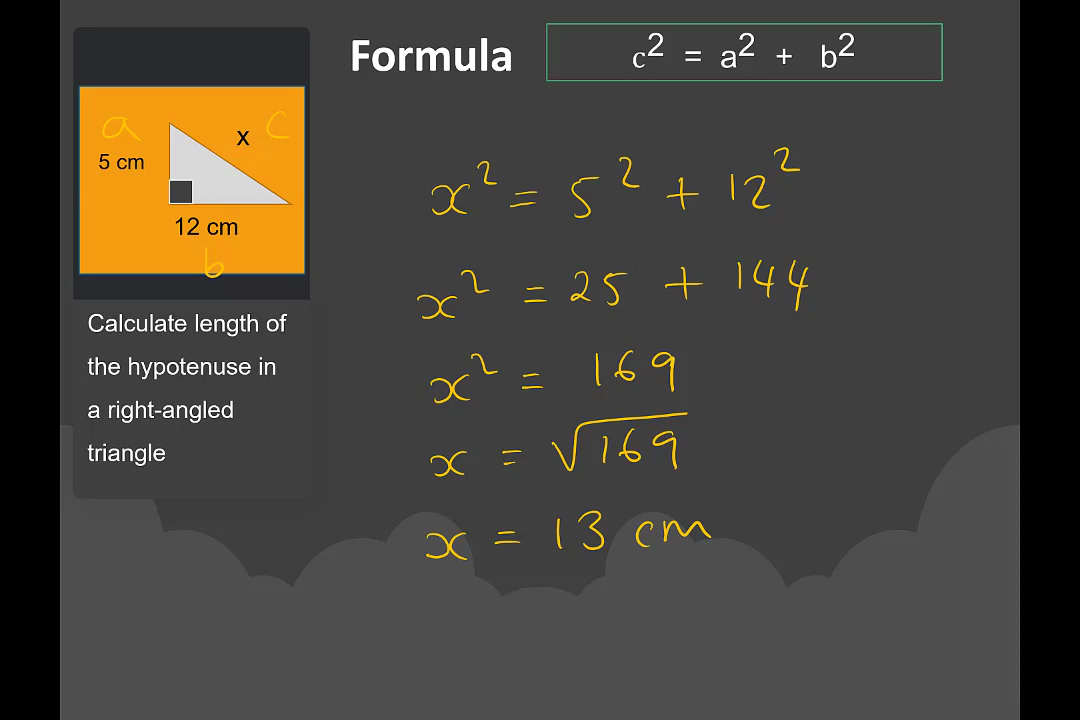 Formula
c² = a² + b²
a
x
c
5 cm
12 cm
b
Calculate length of
the hypotenuse in
a right-angled
triangle
x² = 5² + 12²
x² = 25 + 144
x² = 169
x = √169
x = 13 cm